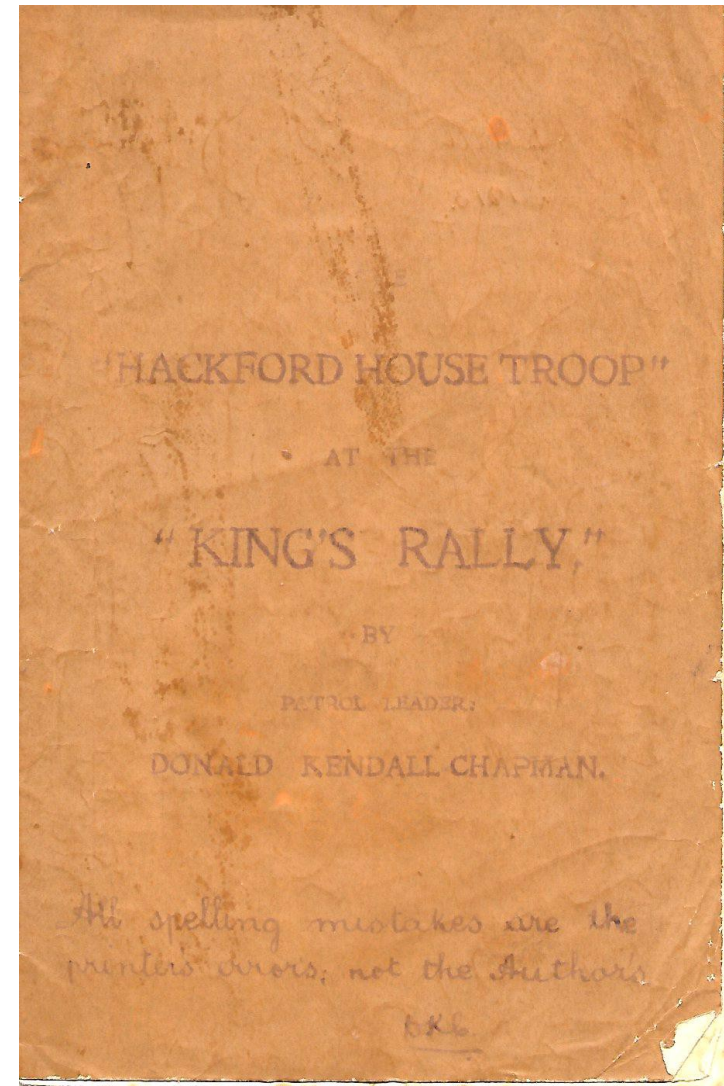 "HACKFORD HOUSE TROOP"
AT THE
"KING'S RALLY,"
BY
PATROL LEADER:
DONALD KENDALL CHAPMAN.
All spelling mistakes are the
printers errors, not the Authors
DKC